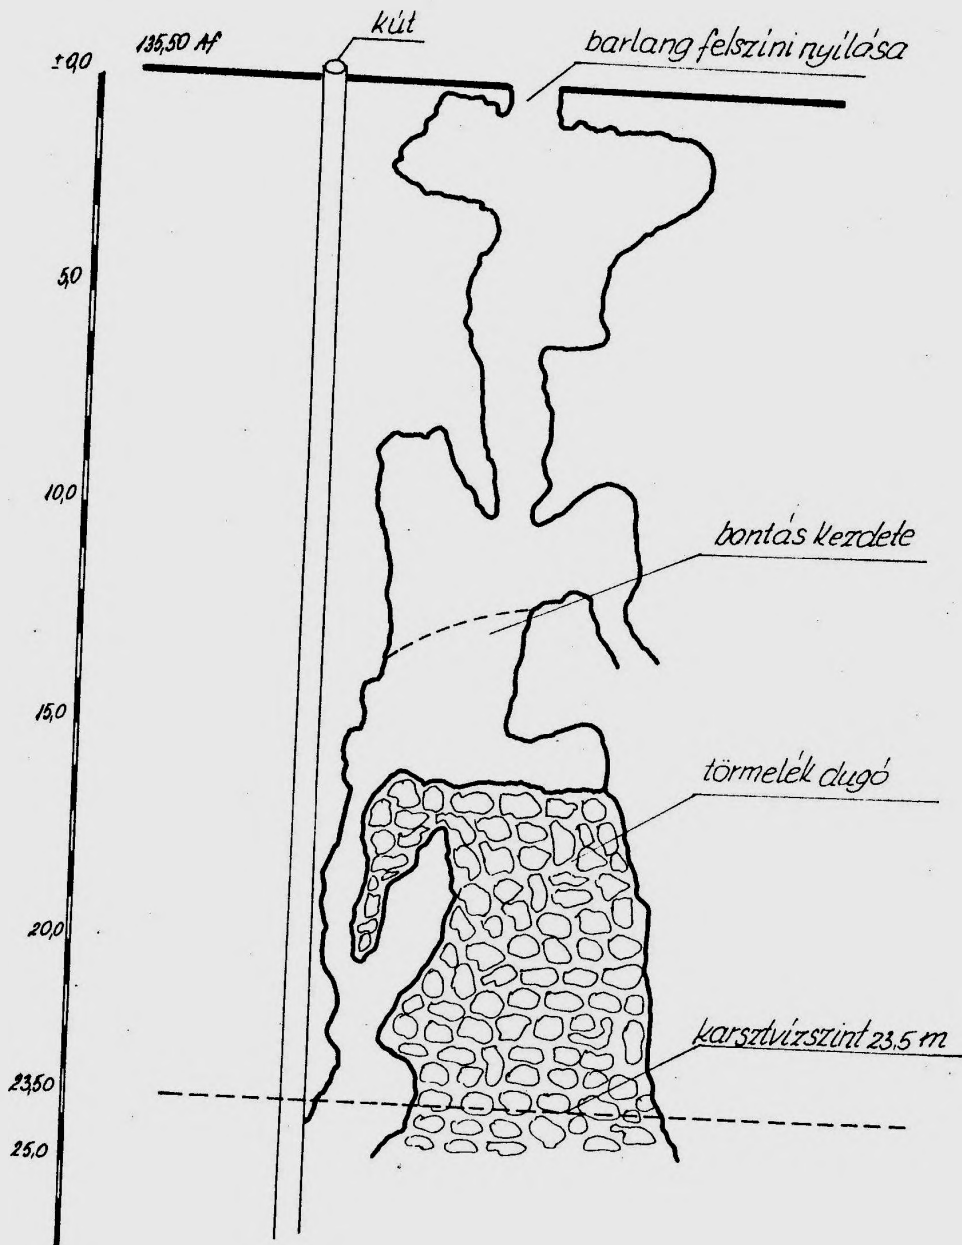 kút
135,50 Af
barlang felszíni nyílása
±0,0
5,0
10,0
bontás kezdete
15,0
törmelék dugó
20,0
karsztvízszint 23,5 m
23,50
25,0